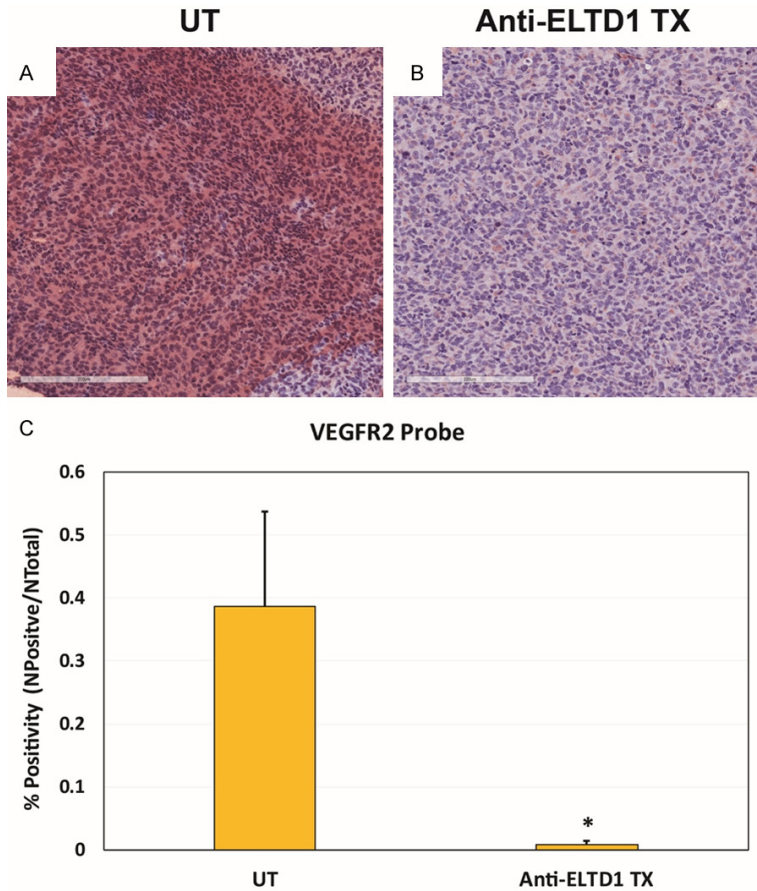 UT
Anti-ELTD1 TX
A
B
C
VEGFR2 Probe
% Positivity (NPositve/NTotal)
0.6
0.5
0.4
0.3
0.2
0.1
0
*
UT
Anti-ELTD1 TX